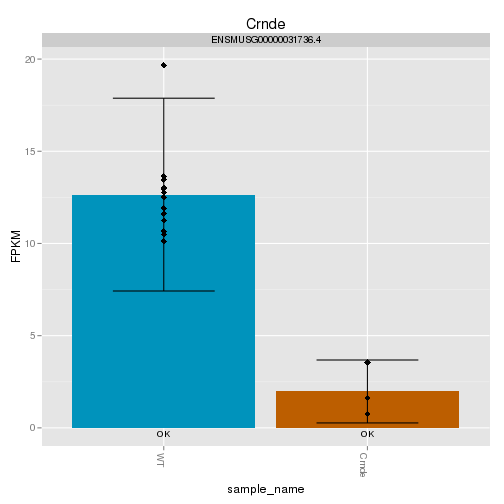 Crnde
ENSMUSG00000031736.4
20
15
10
5
0
FPKM
OK
OK
WT
Crnde
sample_name